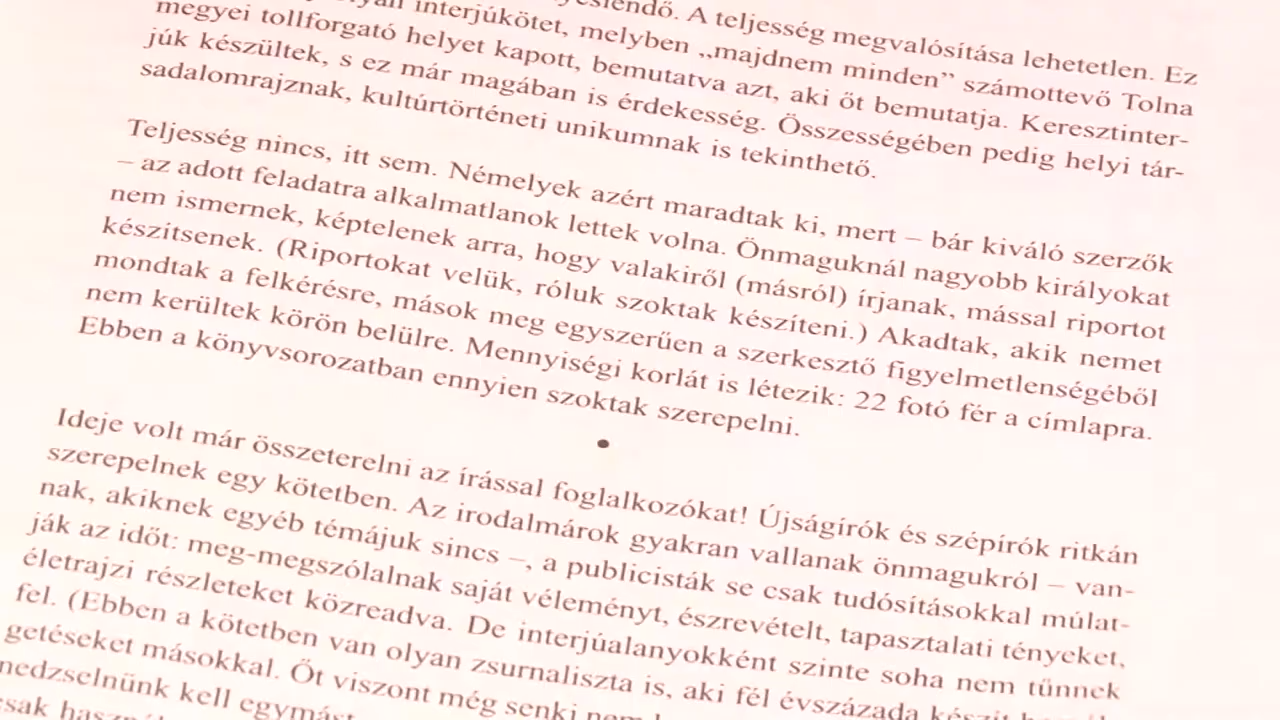 interjúkötet, melyben „majdnem minden” számottevő Tolna
lendő. A teljesség megvalósítása lehetetlen. Ez
megyei tollforgató helyet kapott, bemutatva azt, aki őt bemutatja. Keresztinter-
júk készültek, s ez már magában is érdekesség. Összességében pedig helyi tár-
sadalomrajznak, kultúrtörténeti unikumnak is tekinthető.
Teljesség nincs, itt sem. Némelyek azért maradtak ki, mert – bár kiváló szerzők
– az adott feladatra alkalmatlanok lettek volna. Önmaguknál nagyobb királyokat
nem ismernek, képtelenek arra, hogy valakiről (másról) írjanak, mással riportot
készítsenek. (Riportokat velük, róluk szoktak készíteni.) Akadtak, akik nemet
mondtak a felkérésre, mások meg egyszerűen a szerkesztő figyelmetlenségéből
nem kerültek körön belülre. Mennyiségi korlát is létezik: 22 fotó fér a címlapra.
Ebben a könyvsorozatban ennyien szoktak szerepelni.
•
Ideje volt már összeterelni az írással foglalkozókat! Újságírók és szépírók ritkán
szerepelnek egy kötetben. Az irodalmárok gyakran vallanak önmagukról – van-
nak, akiknek egyéb témájuk sincs –, a publicisták se csak tudósításokkal múlat-
ják az időt: meg-megszólalnak saját véleményt, észrevételt, tapasztalati tényeket,
életrajzi részleteket közreadva. De interjúalanyokként szinte soha nem tűnnek
fel. (Ebben a kötetben van olyan zsurnaliszta is, aki fél évszázada készít
getéseket másokkal. Őt viszont még senki nem
nedzselnünk kell egymást
csak